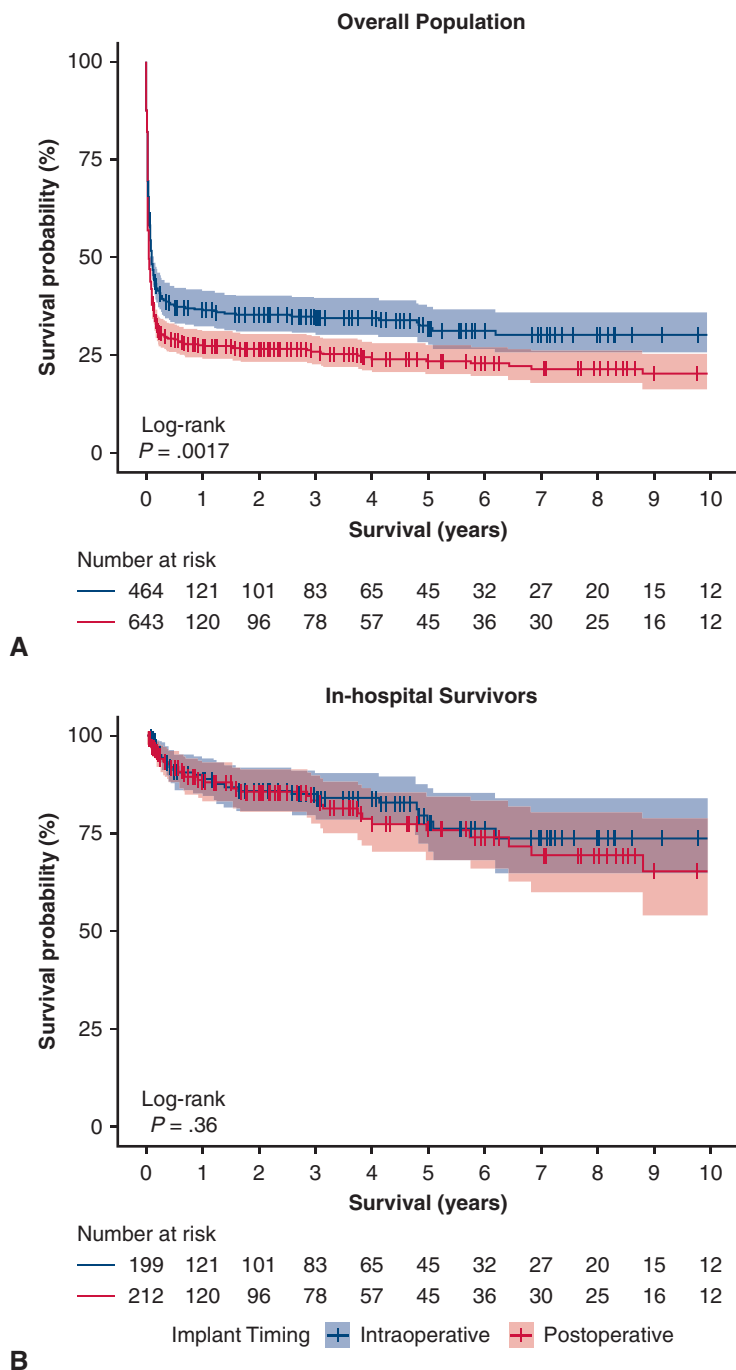 Overall Population
100
75
50
25
0
Survival probability (%)
Log-rank
P = .0017
0 1 2 3 4 5 6 7 8 9 10
Survival (years)
Number at risk
464 121 101 83 65 45 32 27 20 15 12
643 120 96 78 57 45 36 30 25 16 12
A
In-hospital Survivors
100
75
50
25
0
Survival probability (%)
Log-rank
P = .36
0 1 2 3 4 5 6 7 8 9 10
Survival (years)
Number at risk
199 121 101 83 65 45 32 27 20 15 12
212 120 96 78 57 45 36 30 25 16 12
Implant Timing Intraoperative Postoperative
B